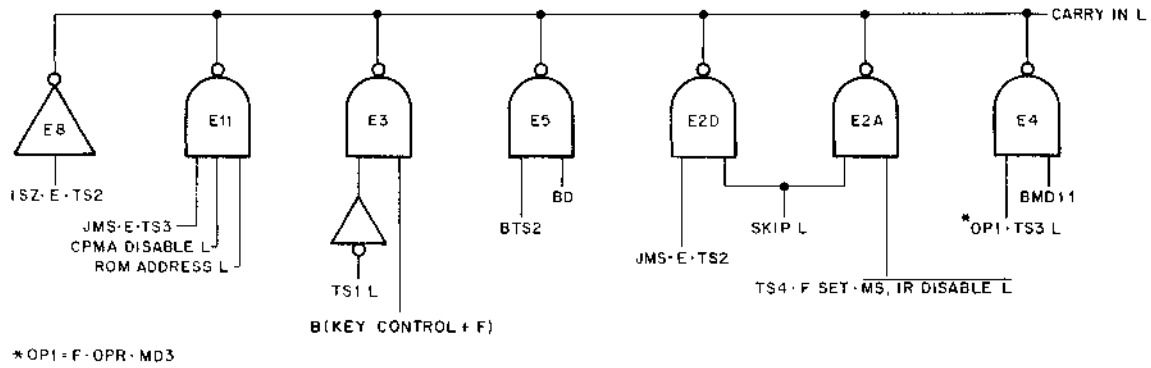 CARRY IN L
E8
E11
E3
E5
E2D
E2A
E4
ISZ·E·TS2
JMS·E·TS3
CPMA DISABLE L
ROM ADDRESS L
TS1 L
B(KEY CONTROL + F)
BTS2
BD
JMS·E·TS2
SKIP L
TS4·F SET·MS, IR DISABLE L
*OP1·TS3 L
BMD11
*OP1=F·OPR·MD3